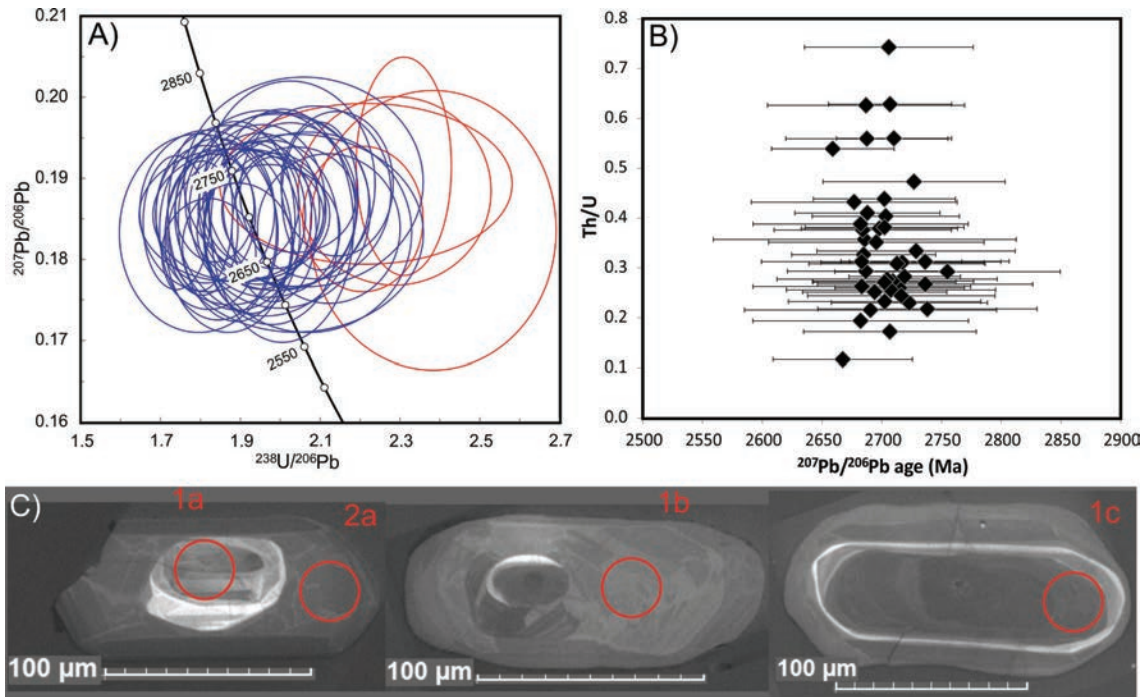 A)
0.21
0.20
0.19
0.18
0.17
0.16
²⁰⁷Pb/²⁰⁶Pb
2850
2750
2650
2550
1.5 1.7 1.9 2.1 2.3 2.5 2.7
²³⁸U/²⁰⁶Pb
B)
0.8
0.7
0.6
0.5
0.4
0.3
0.2
0.1
0.0
Th/U
2500 2550 2600 2650 2700 2750 2800 2850 2900
²⁰⁷Pb/²⁰⁶Pb age (Ma)
C)
1a
2a
100 µm
1b
100 µm
1c
100 µm